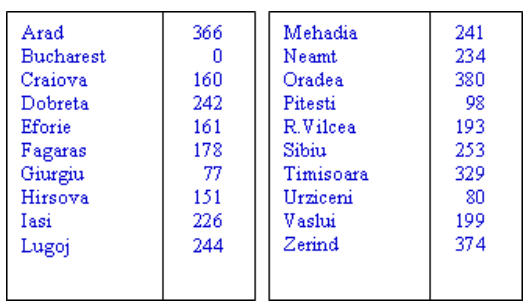 Arad 366
Bucharest 0
Craiova 160
Dobreta 242
Eforie 161
Fagaras 178
Giurgiu 77
Hirsova 151
Iasi 226
Lugoj 244
Mehadia 241
Neamt 234
Oradea 380
Pitesti 98
R.Vilcea 193
Sibiu 253
Timisoara 329
Urziceni 80
Vaslui 199
Zerind 374